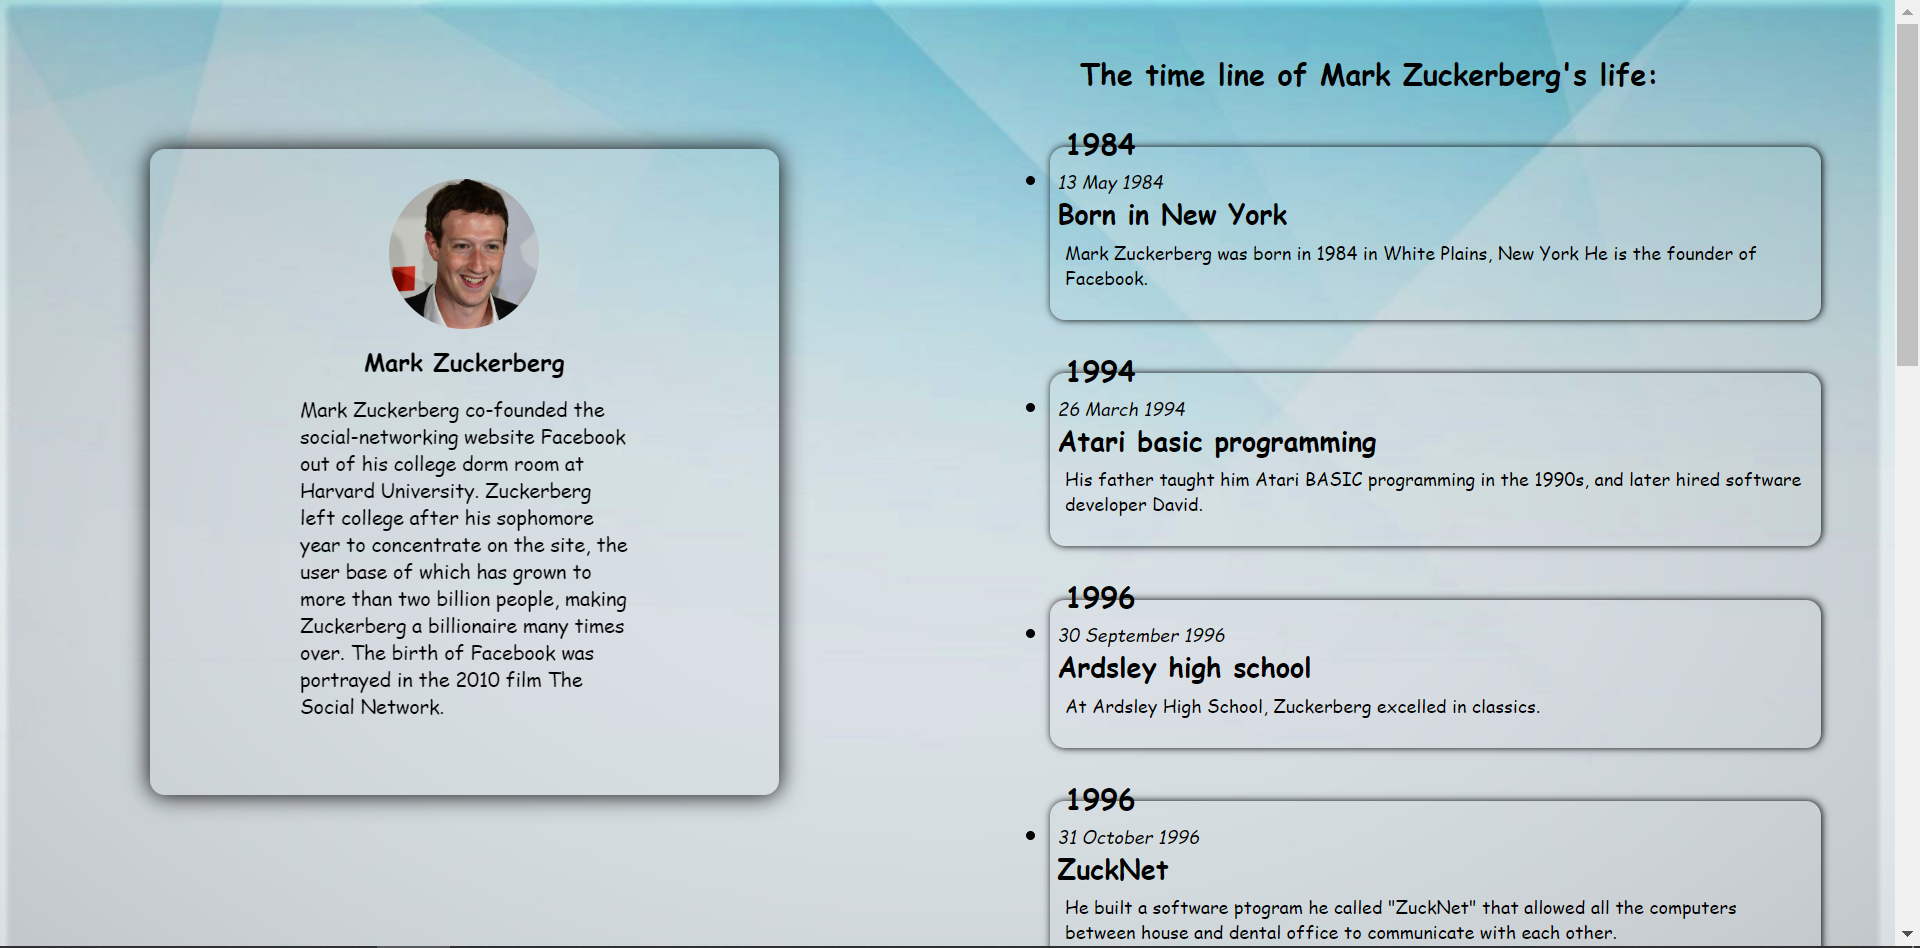 Mark Zuckerberg
Mark Zuckerberg co-founded the
social-networking website Facebook
out of his college dorm room at
Harvard University. Zuckerberg
left college after his sophomore
year to concentrate on the site, the
user base of which has grown to
more than two billion people, making
Zuckerberg a billionaire many times
over. The birth of Facebook was
portrayed in the 2010 film The
Social Network.
The time line of Mark Zuckerberg's life:
1984
13 May 1984
Born in New York
Mark Zuckerberg was born in 1984 in White Plains, New York He is the founder of
Facebook.
1994
26 March 1994
Atari basic programming
His father taught him Atari BASIC programming in the 1990s, and later hired software
developer David.
1996
30 September 1996
Ardsley high school
At Ardsley High School, Zuckerberg excelled in classics.
1996
31 October 1996
ZuckNet
He built a software ptogram he called "ZuckNet" that allowed all the computers
between house and dental office to communicate with each other.